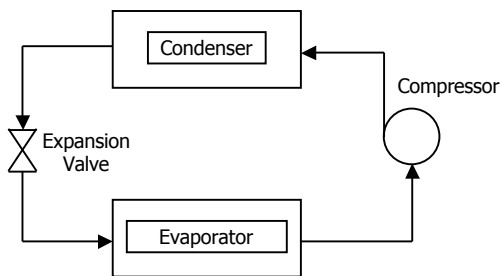 Condenser
Compressor
Expansion
Valve
Evaporator